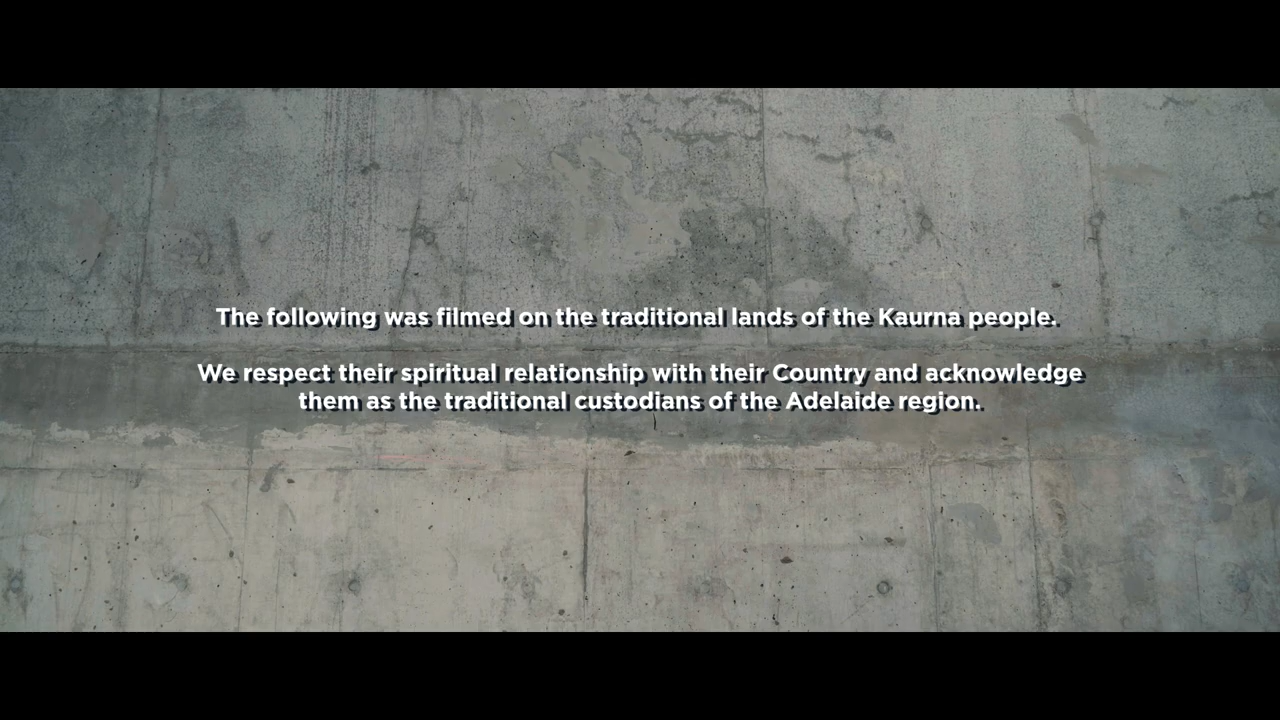 The following was filmed on the traditional lands of the Kaurna people.
We respect their spiritual relationship with their Country and acknowledge
them as the traditional custodians of the Adelaide region.